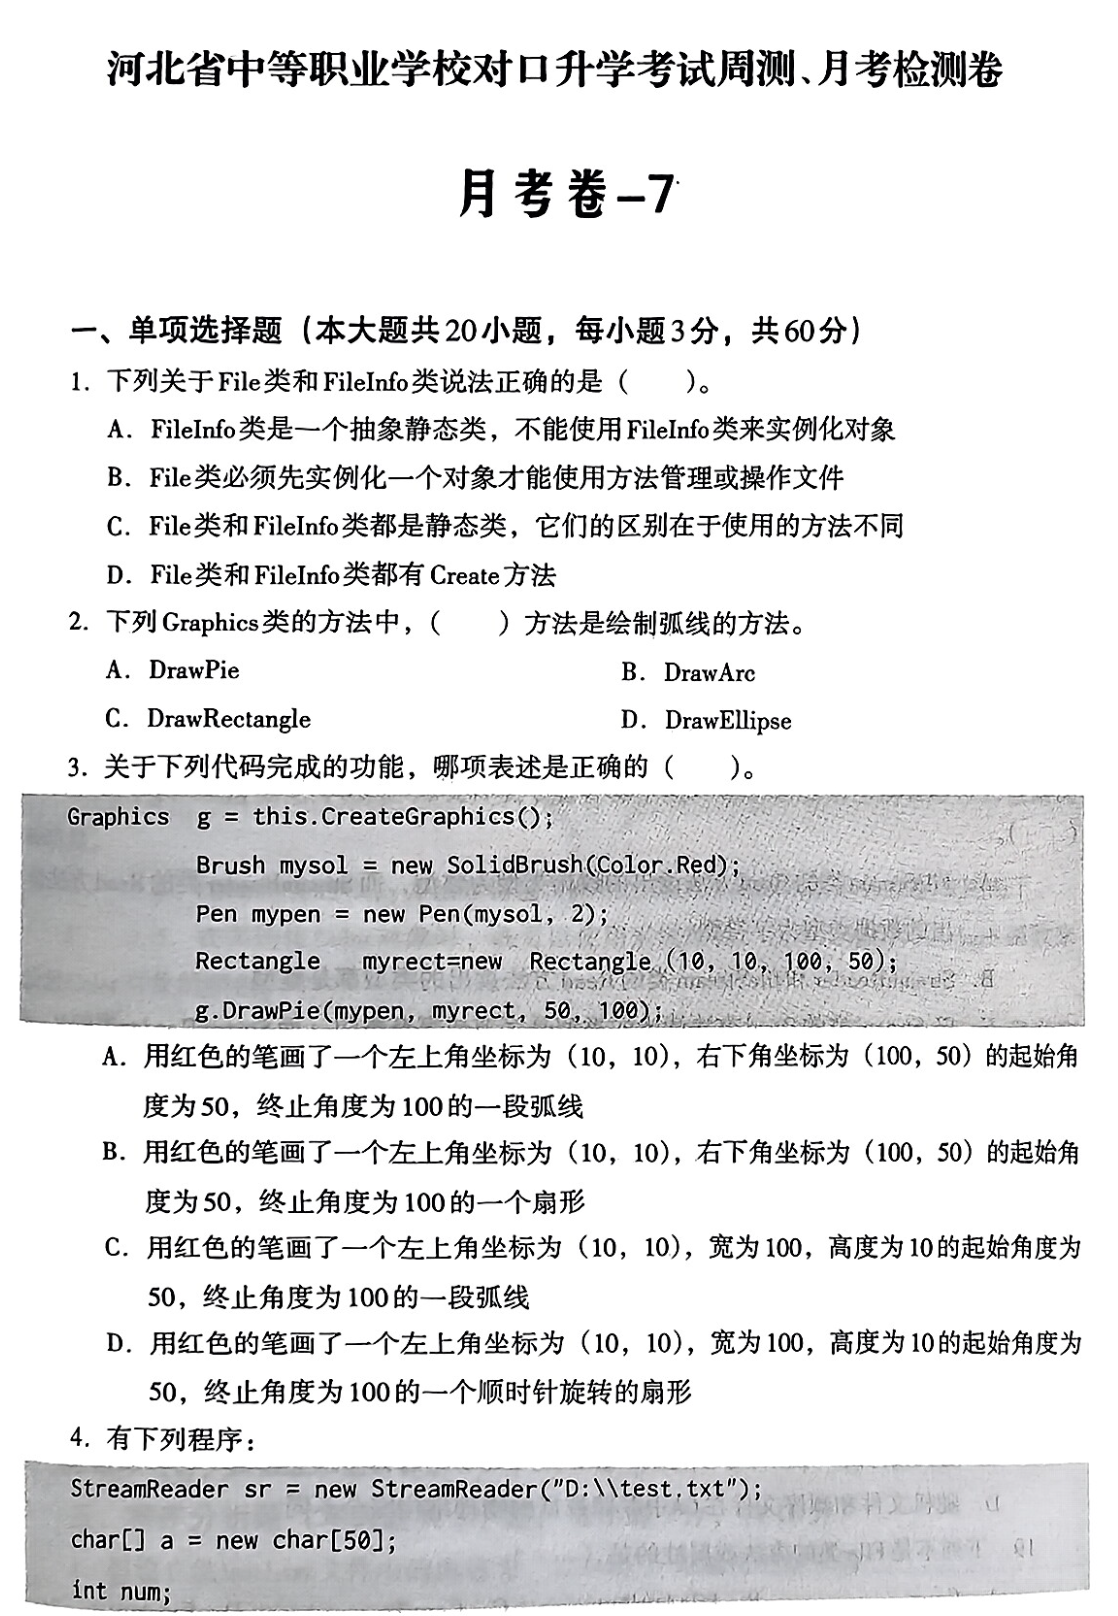 河北省中等职业学校对口升学考试周测、月考检测卷
月考卷-7
一、单项选择题（本大题共20小题，每小题3分，共60分）
1. 下列关于File类和FileInfo类说法正确的是（　　）。
A. FileInfo类是一个抽象静态类，不能使用FileInfo类来实例化对象
B. File类必须先实例化一个对象才能使用方法管理或操作文件
C. File类和FileInfo类都是静态类，它们的区别在于使用的方法不同
D. File类和FileInfo类都有Create方法
2. 下列Graphics类的方法中，（　　）方法是绘制弧线的方法。
A. DrawPie B. DrawArc
C. DrawRectangle D. DrawEllipse
3. 关于下列代码完成的功能，哪项表述是正确的（　　）。
Graphics g = this.CreateGraphics();
Brush mysol = new SolidBrush(Color.Red);
Pen mypen = new Pen(mysol, 2);
Rectangle myrect=new Rectangle (10, 10, 100, 50);
g.DrawPie(mypen, myrect, 50, 100);
A. 用红色的笔画了一个左上角坐标为（10，10），右下角坐标为（100，50）的起始角
度为50，终止角度为100的一段弧线
B. 用红色的笔画了一个左上角坐标为（10，10），右下角坐标为（100，50）的起始角
度为50，终止角度为100的一个扇形
C. 用红色的笔画了一个左上角坐标为（10，10），宽为100，高度为10的起始角度为
50，终止角度为100的一段弧线
D. 用红色的笔画了一个左上角坐标为（10，10），宽为100，高度为10的起始角度为
50，终止角度为100的一个顺时针旋转的扇形
4. 有下列程序：
StreamReader sr = new StreamReader("D:\\test.txt");
char[] a = new char[50];
int num;